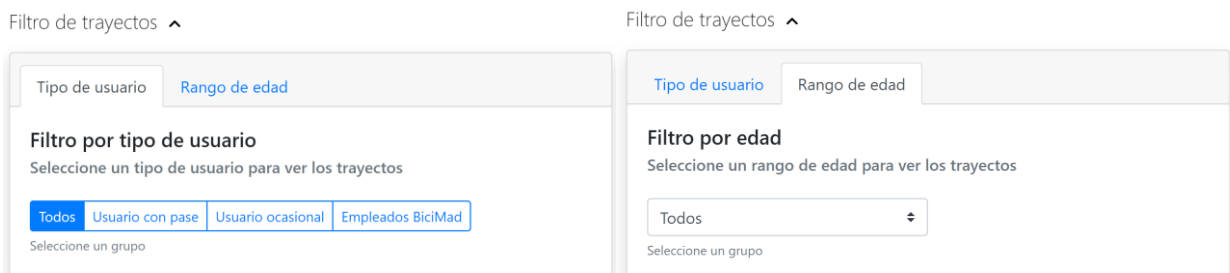 Filtro de trayectos
Tipo de usuario Rango de edad
Filtro por tipo de usuario
Seleccione un tipo de usuario para ver los trayectos
Todos Usuario con pase Usuario ocasional Empleados BiciMad
Seleccione un grupo
Filtro de trayectos
Tipo de usuario Rango de edad
Filtro por edad
Seleccione un rango de edad para ver los trayectos
Todos
Seleccione un grupo